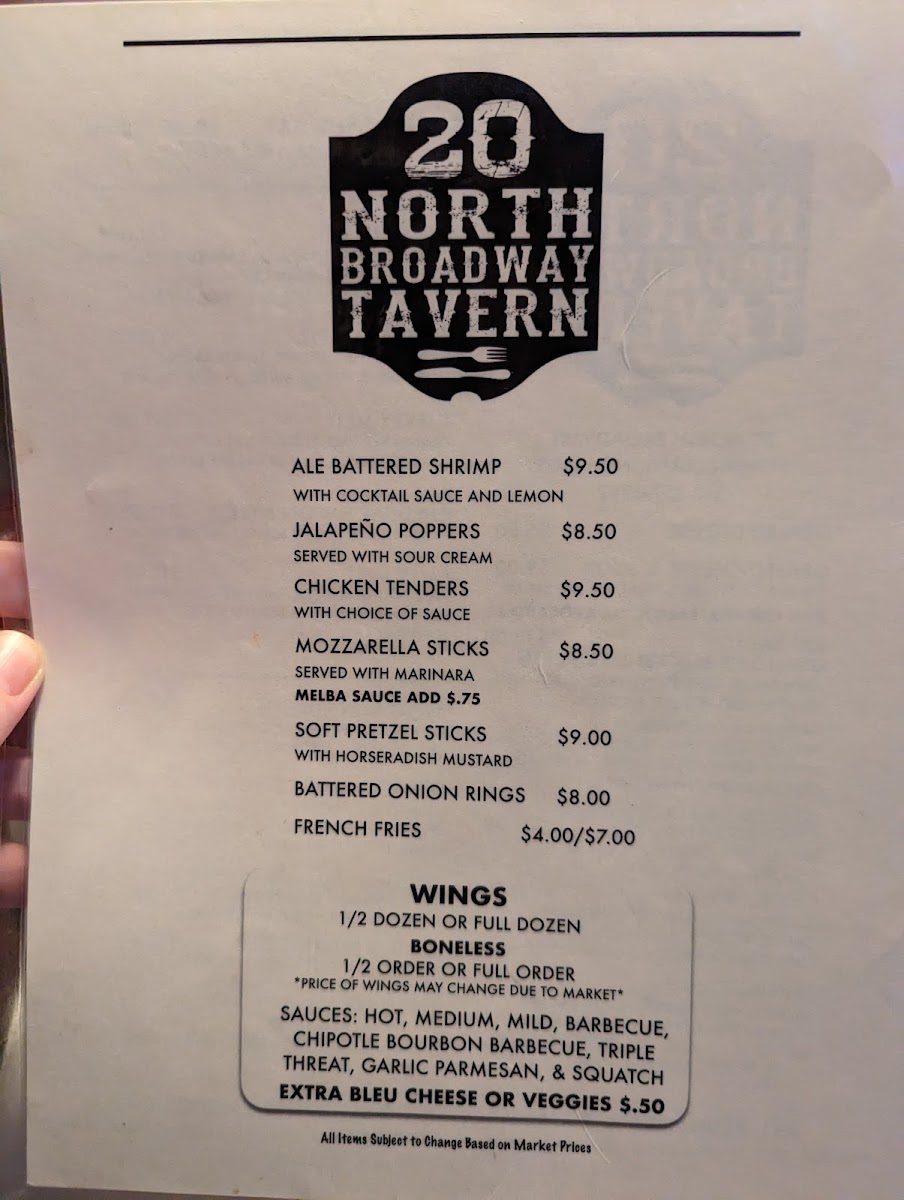 20
NORTH
BROADWAY
TAVERN
ALE BATTERED SHRIMP $9.50
WITH COCKTAIL SAUCE AND LEMON
JALAPEÑO POPPERS $8.50
SERVED WITH SOUR CREAM
CHICKEN TENDERS $9.50
WITH CHOICE OF SAUCE
MOZZARELLA STICKS $8.50
SERVED WITH MARINARA
MELBA SAUCE ADD $.75
SOFT PRETZEL STICKS $9.00
WITH HORSERADISH MUSTARD
BATTERED ONION RINGS $8.00
FRENCH FRIES $4.00/$7.00
WINGS
1/2 DOZEN OR FULL DOZEN
BONELESS
1/2 ORDER OR FULL ORDER
*PRICE OF WINGS MAY CHANGE DUE TO MARKET*
SAUCES: HOT, MEDIUM, MILD, BARBECUE,
CHIPOTLE BOURBON BARBECUE, TRIPLE
THREAT, GARLIC PARMESAN, & SQUATCH
EXTRA BLEU CHEESE OR VEGGIES $.50
All Items Subject to Change Based on Market Prices